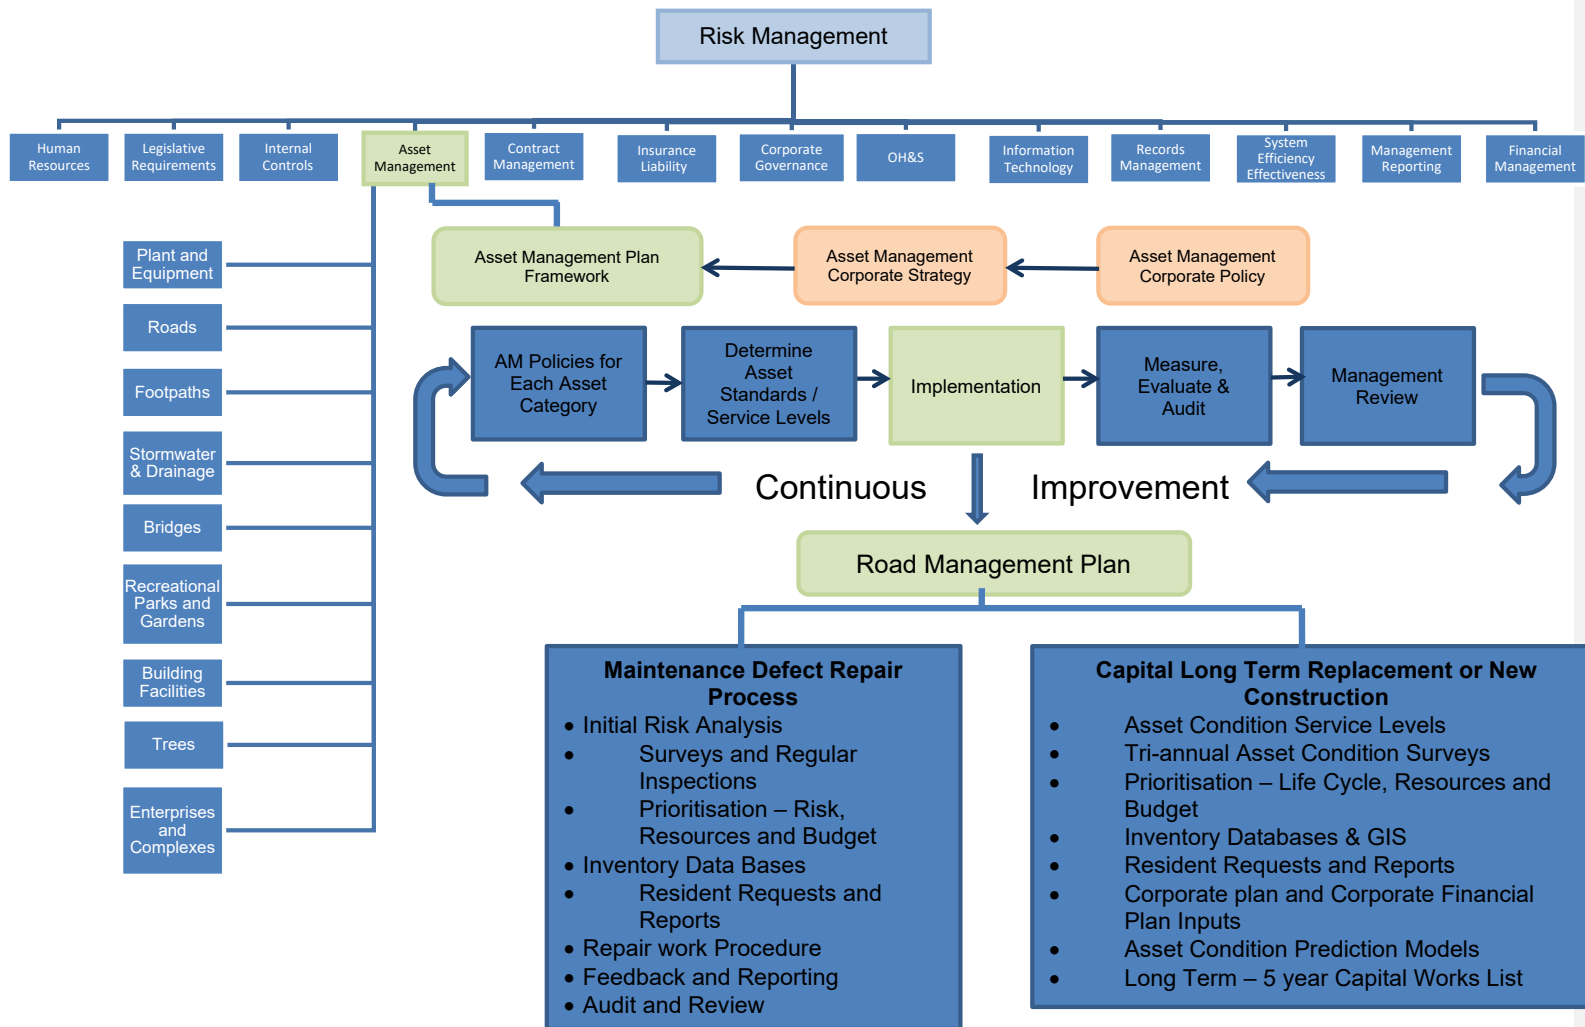 Risk Management
Human
Resources
Legislative
Requirements
Internal
Controls
Asset
Management
Contract
Management
Insurance
Liability
Corporate
Governance
OH&S
Information
Technology
Records
Management
System
Efficiency
Effectiveness
Management
Reporting
Financial
Management
Plant and
Equipment
Roads
Footpaths
Stormwater
& Drainage
Bridges
Recreational
Parks and
Gardens
Building
Facilities
Trees
Enterprises
and
Complexes
Asset Management Plan
Framework
Asset Management
Corporate Strategy
Asset Management
Corporate Policy
AM Policies for
Each Asset
Category
Determine
Asset
Standards /
Service Levels
Implementation
Measure,
Evaluate &
Audit
Management
Review
Continuous Improvement
Road Management Plan
Maintenance Defect Repair
Process
• Initial Risk Analysis
• Surveys and Regular
Inspections
• Prioritisation – Risk,
Resources and Budget
• Inventory Data Bases
• Resident Requests and
Reports
• Repair work Procedure
• Feedback and Reporting
• Audit and Review
Capital Long Term Replacement or New
Construction
• Asset Condition Service Levels
• Tri-annual Asset Condition Surveys
• Prioritisation – Life Cycle, Resources and
Budget
• Inventory Databases & GIS
• Resident Requests and Reports
• Corporate plan and Corporate Financial
Plan Inputs
• Asset Condition Prediction Models
• Long Term – 5 year Capital Works List